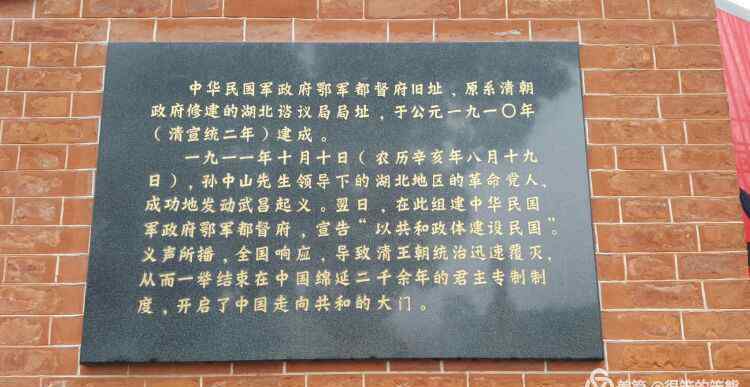 中华民国军政府鄂军都督府旧址，原系清朝
政府修建的湖北谘议局局址，于公元一九一〇年
（清宣统二年）建成。
一九一一年十月十日（农历辛亥年八月十九
日），孙中山先生领导下的湖北地区的革命党人，
成功地发动武昌起义。翌日，在此组建中华民国
军政府鄂军都督府，宣告“以共和政体建设民国”。
义声所播，全国响应，导致清王朝统治迅速覆灭，
从而一举结束在中国绵延二千余年的君主专制制
度，开启了中国走向共和的大门。